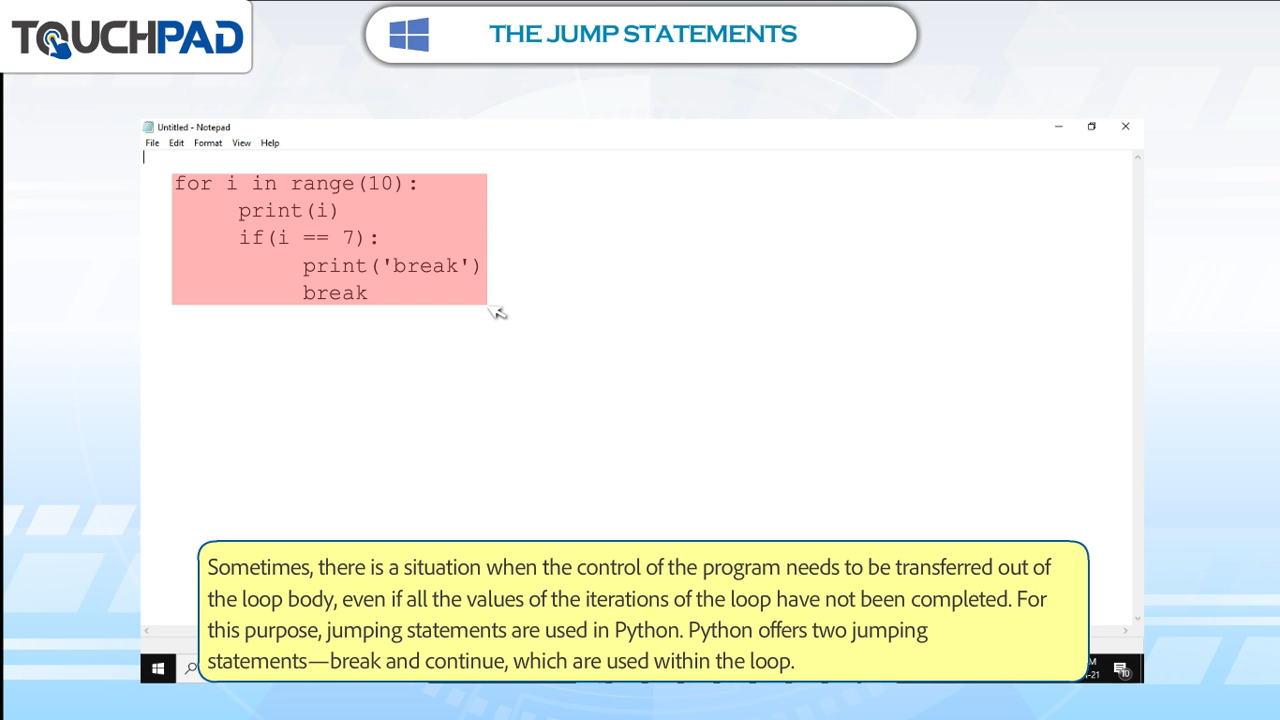 TOUCHPAD
THE JUMP STATEMENTS
Untitled - Notepad
File Edit Format View Help
for i in range(10):
print(i)
if(i == 7):
print('break')
break
Sometimes, there is a situation when the control of the program needs to be transferred out of
the loop body, even if all the values of the iterations of the loop have not been completed. For
this purpose, jumping statements are used in Python. Python offers two jumping
statements—break and continue, which are used within the loop.
10